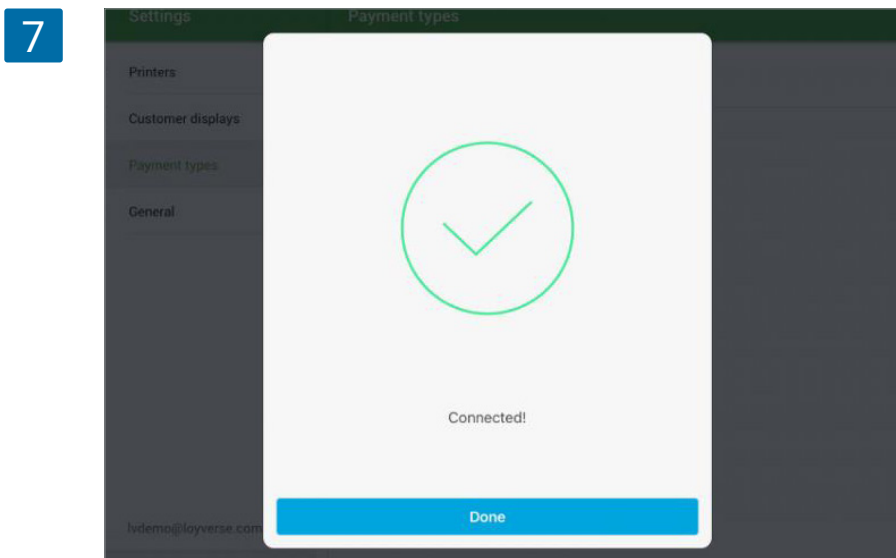 7
Settings
Payment types
Printers
Customer displays
Payment types
General
Connected!
Done
lvdemo@loyverse.com